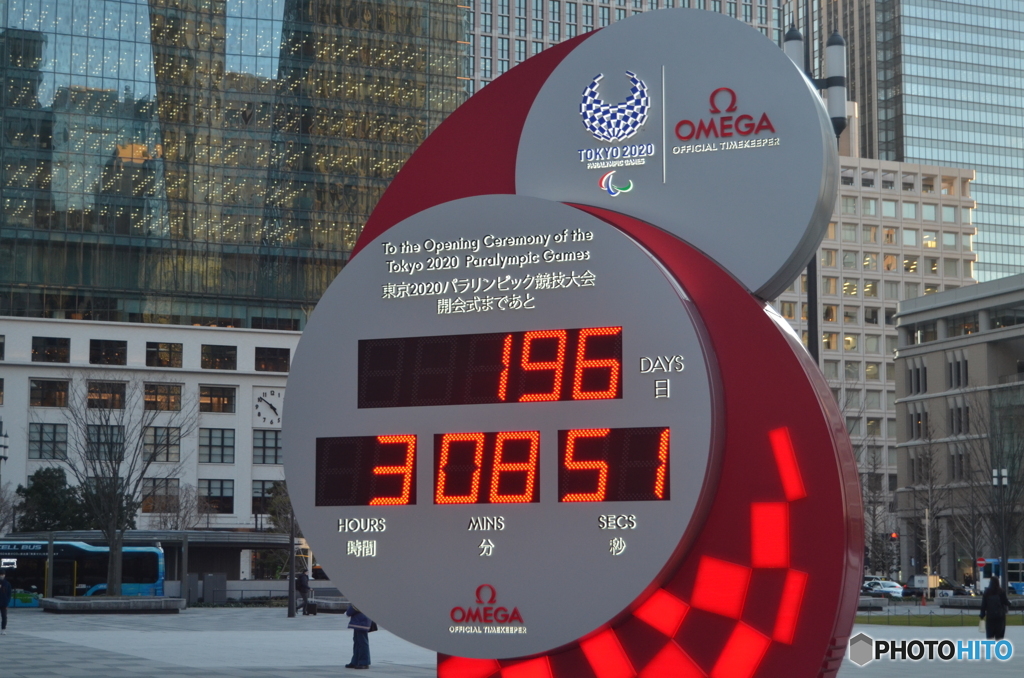 TOKYO 2020
PARALYMPIC GAMES
Ω
OMEGA
OFFICIAL TIMEKEEPER
To the Opening Ceremony of the
Tokyo 2020 Paralympic Games
東京2020パラリンピック競技大会
開会式まであと
196 DAYS
日
3 08 51
HOURS MINS SECS
時間 分 秒
Ω
OMEGA
OFFICIAL TIMEKEEPER
PHOTOHITO